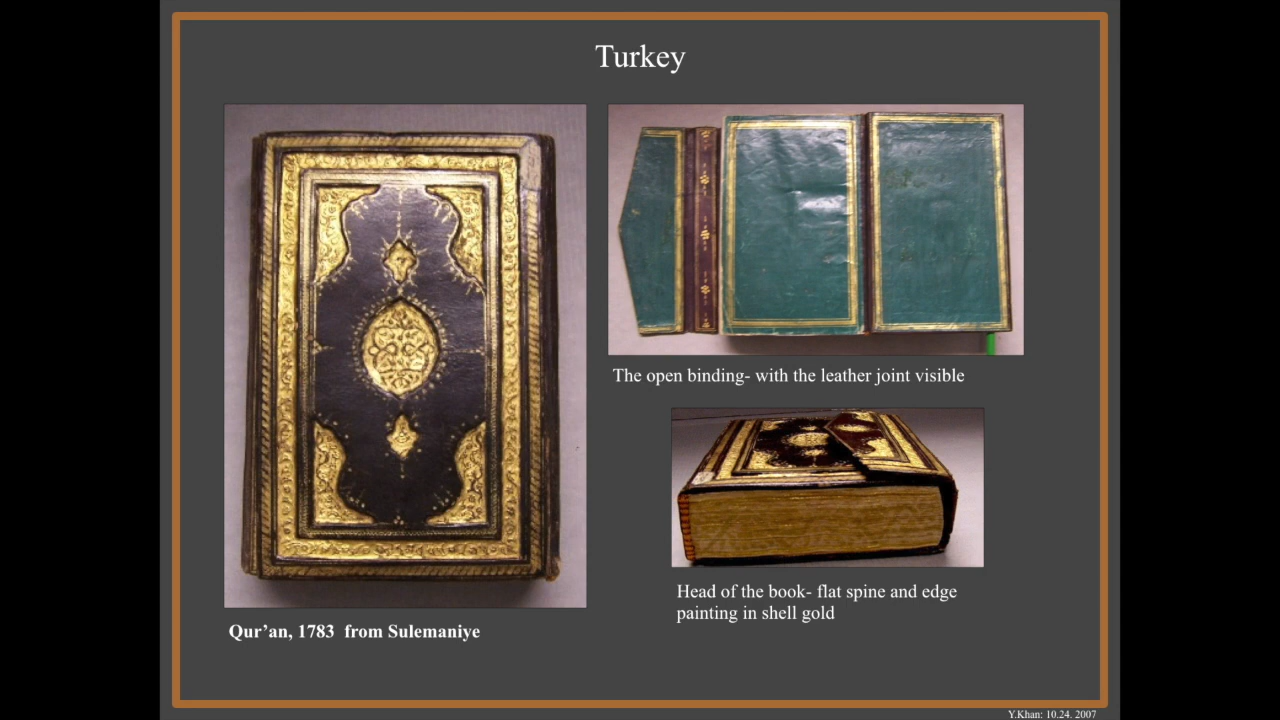 Turkey
The open binding- with the leather joint visible
Head of the book- flat spine and edge
painting in shell gold
Qur’an, 1783  from Sulemaniye
Y.Khan: 10.24. 2007